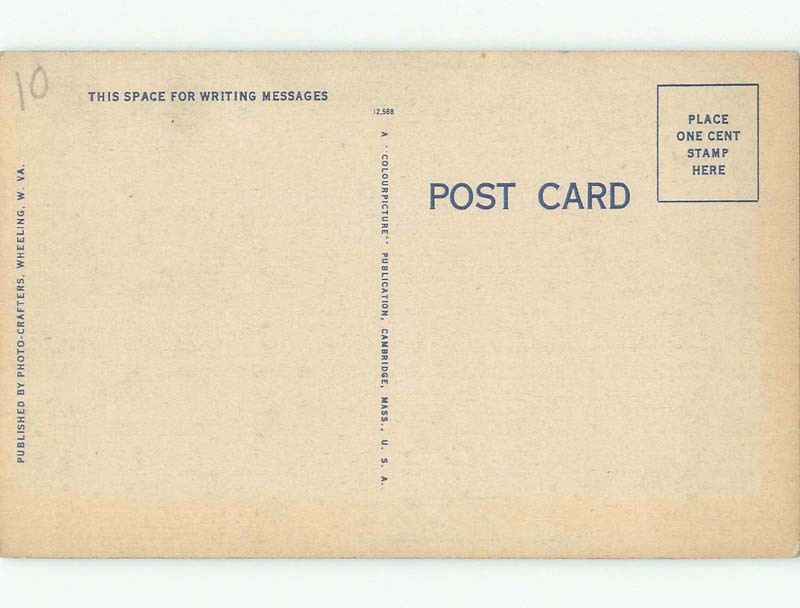 10
THIS SPACE FOR WRITING MESSAGES
PUBLISHED BY PHOTO-CRAFTERS, WHEELING, W. VA.
12,588
A "COLOURPICTURE" PUBLICATION, CAMBRIDGE, MASS., U. S. A.
POST CARD
PLACE
ONE CENT
STAMP
HERE